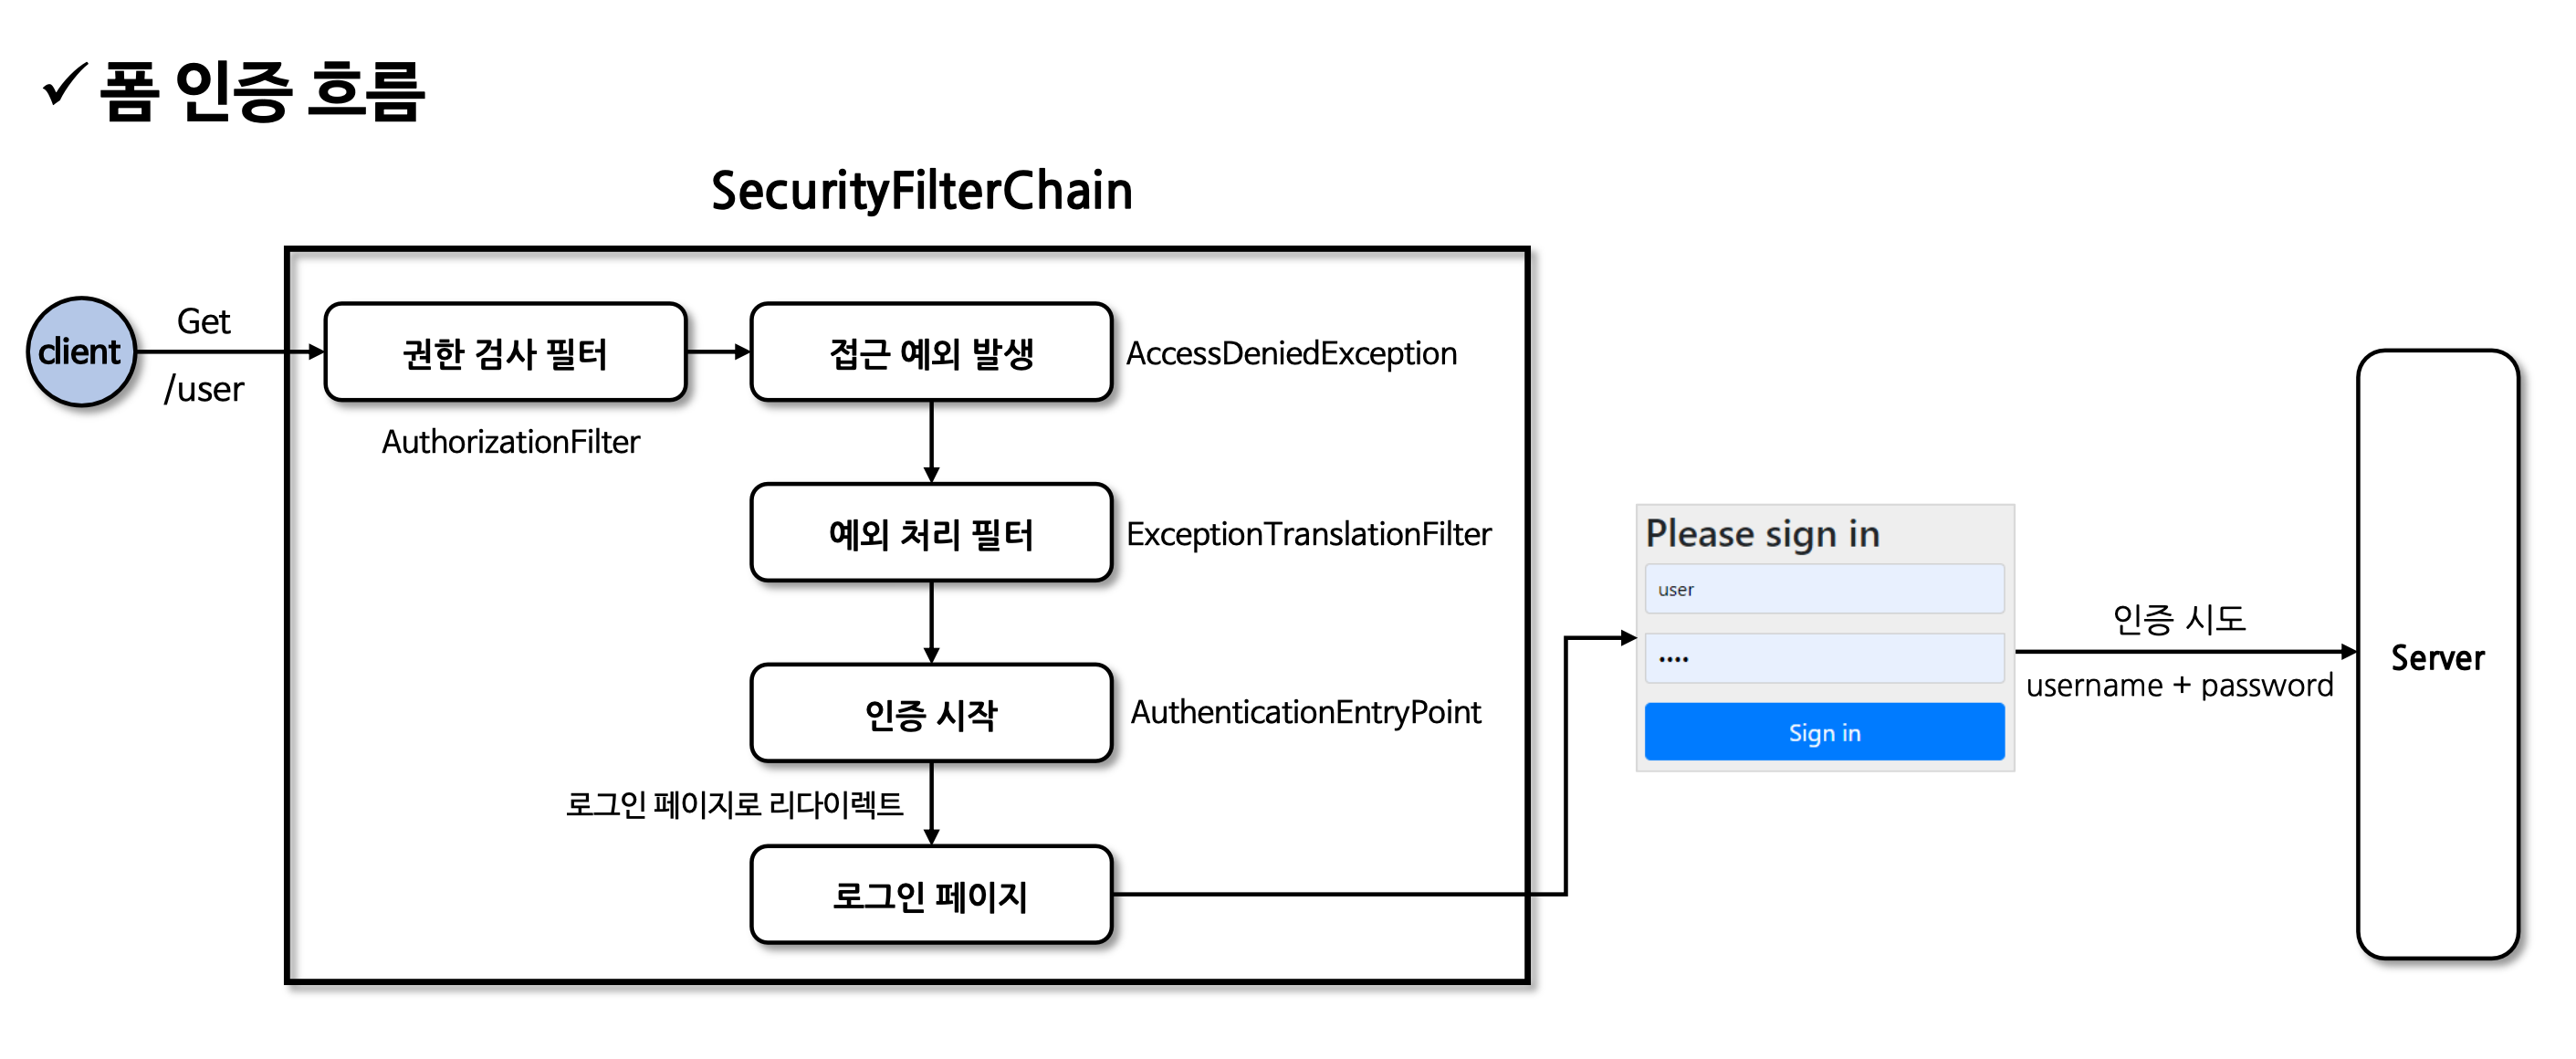 ✓ 폼 인증 흐름
SecurityFilterChain
client
Get
/user
권한 검사 필터
AuthorizationFilter
접근 예외 발생
AccessDeniedException
예외 처리 필터
ExceptionTranslationFilter
인증 시작
AuthenticationEntryPoint
로그인 페이지로 리다이렉트
로그인 페이지
Please sign in
user
••••
Sign in
인증 시도
username + password
Server